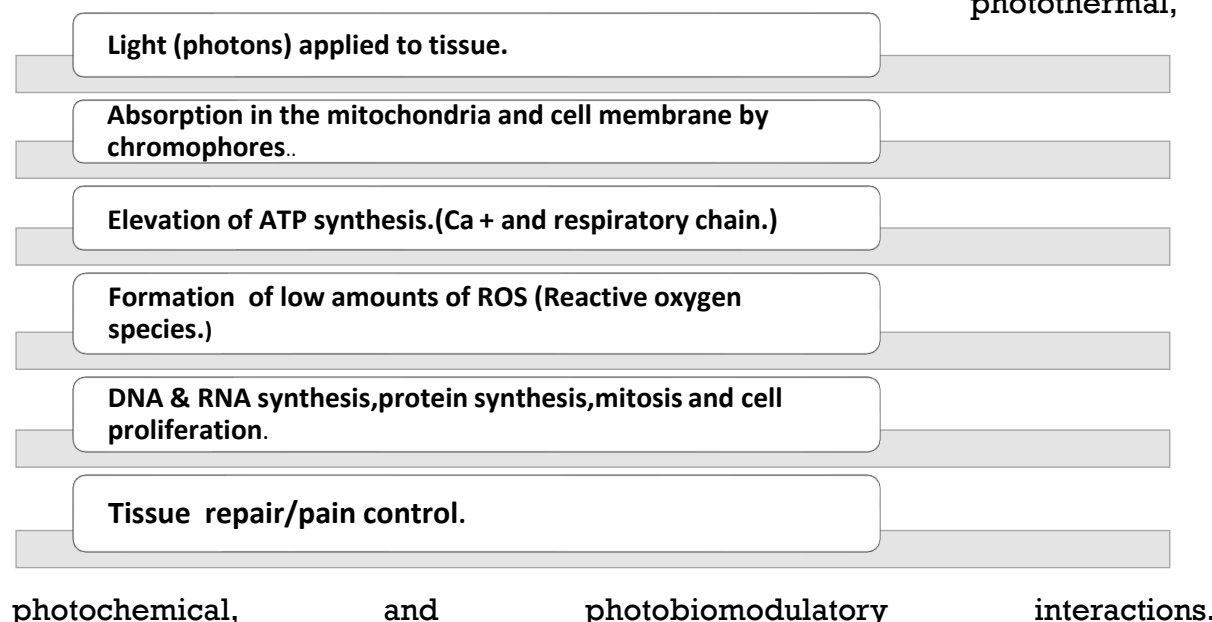 photothermal,
Light (photons) applied to tissue.
Absorption in the mitochondria and cell membrane by
chromophores..
Elevation of ATP synthesis.(Ca + and respiratory chain.)
Formation of low amounts of ROS (Reactive oxygen
species.)
DNA & RNA synthesis,protein synthesis,mitosis and cell
proliferation.
Tissue repair/pain control.
photochemical, and photobiomodulatory interactions.